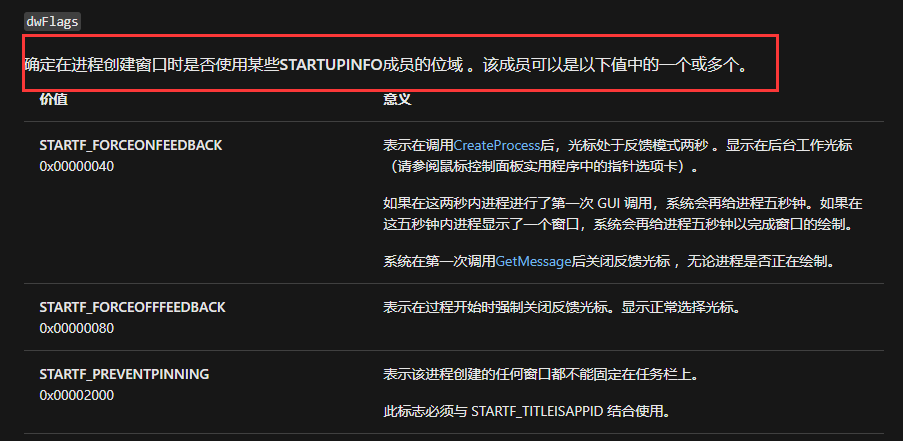 dwFlags
确定在进程创建窗口时是否使用某些STARTUPINFO成员的位域 。该成员可以是以下值中的一个或多个。
价值 意义
STARTF_FORCEONFEEDBACK 表示在调用CreateProcess后，光标处于反馈模式两秒 。显示在后台工作光标
0x00000040 （请参阅鼠标控制面板实用程序中的指针选项卡）。
如果在这两秒内进程进行了第一次 GUI 调用，系统会再给进程五秒钟。如果在
这五秒钟内进程显示了一个窗口，系统会再给进程五秒钟以完成窗口的绘制。
系统在第一次调用GetMessage后关闭反馈光标 ，无论进程是否正在绘制。
STARTF_FORCEOFFFEEDBACK 表示在过程开始时强制关闭反馈光标。显示正常选择光标。
0x00000080
STARTF_PREVENTPINNING 表示该进程创建的任何窗口都不能固定在任务栏上。
0x00002000
此标志必须与 STARTF_TITLEISAPPID 结合使用。